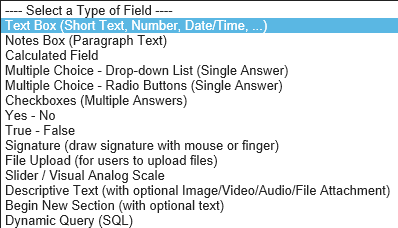 ---- Select a Type of Field ----
Text Box (Short Text, Number, Date/Time, ...)
Notes Box (Paragraph Text)
Calculated Field
Multiple Choice - Drop-down List (Single Answer)
Multiple Choice - Radio Buttons (Single Answer)
Checkboxes (Multiple Answers)
Yes - No
True - False
Signature (draw signature with mouse or finger)
File Upload (for users to upload files)
Slider / Visual Analog Scale
Descriptive Text (with optional Image/Video/Audio/File Attachment)
Begin New Section (with optional text)
Dynamic Query (SQL)